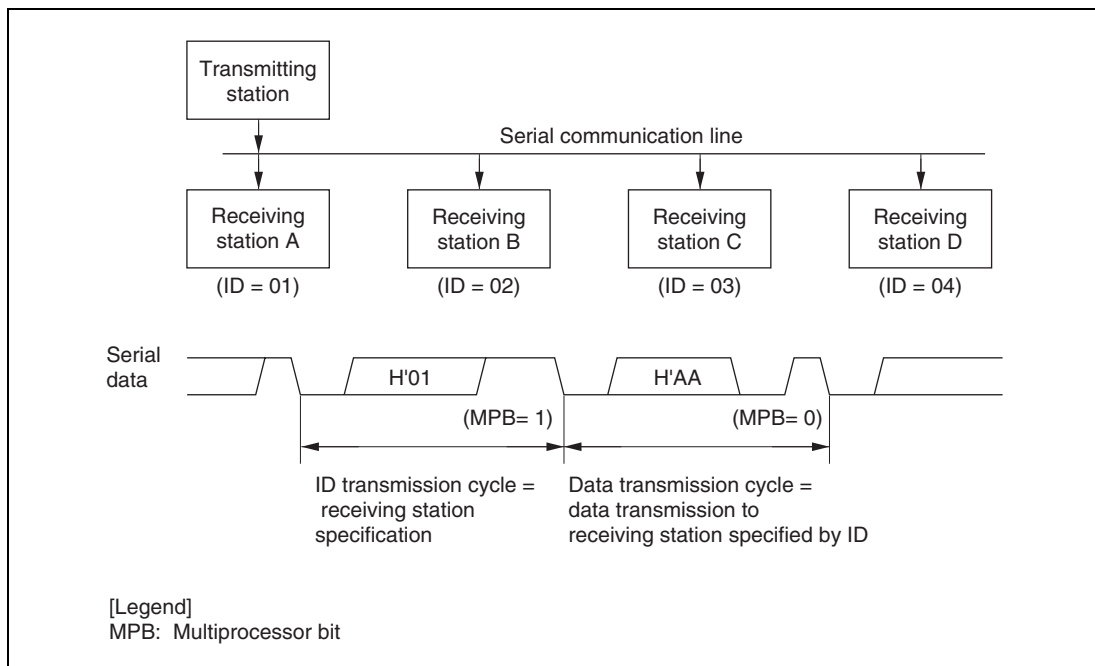 Transmitting
station
Serial communication line
Receiving
station A
Receiving
station B
Receiving
station C
Receiving
station D
(ID = 01)
(ID = 02)
(ID = 03)
(ID = 04)
Serial
data
H'01
H'AA
(MPB= 1)
(MPB= 0)
ID transmission cycle =
receiving station
specification
Data transmission cycle =
data transmission to
receiving station specified by ID
[Legend]
MPB: Multiprocessor bit